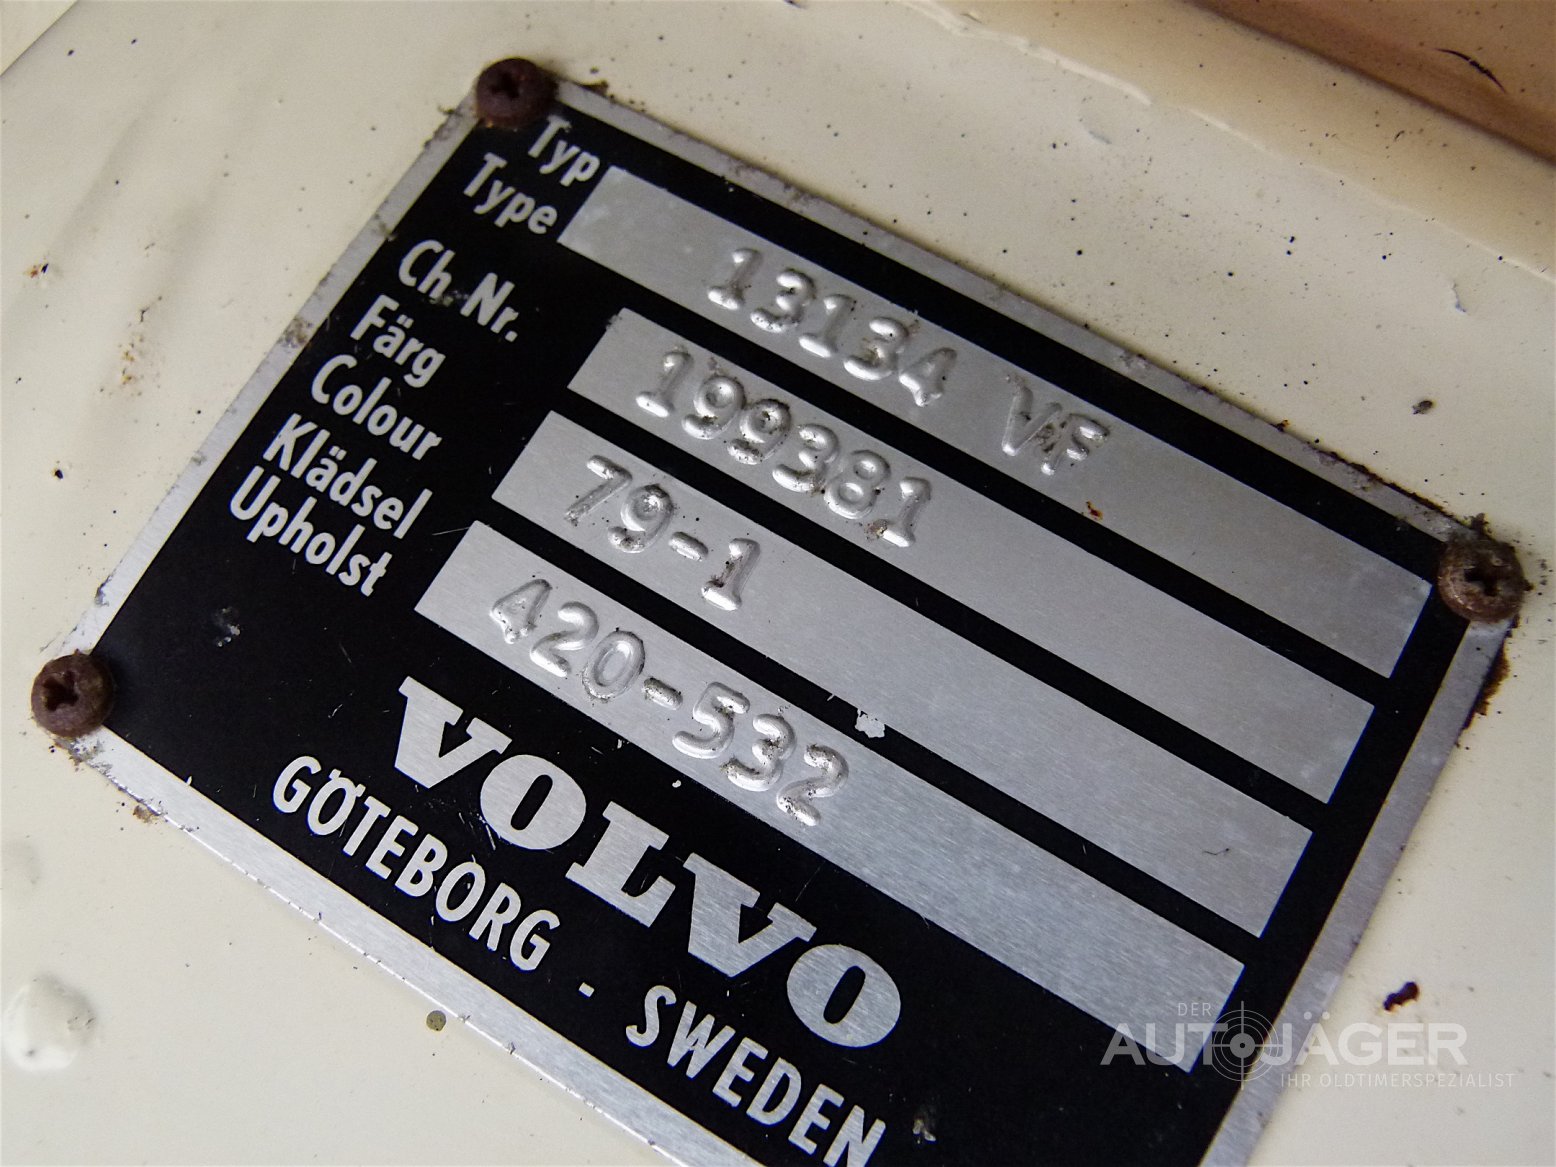 Typ
Type 13134 VF
Ch. Nr. 199381
Färg
Colour 79-1
Klädsel
Upholst 420-532
VOLVO
GÖTEBORG - SWEDEN
DER
AUTOJÄGER
IHR OLDTIMERSPEZIALIST